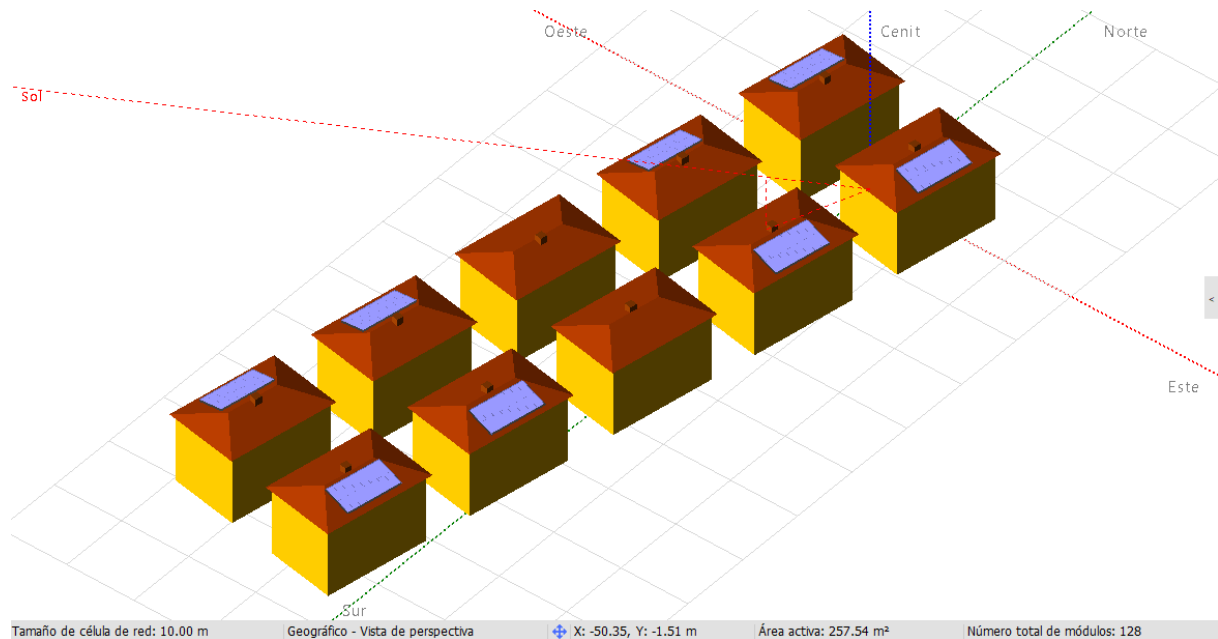 Oeste
Cenit
Norte
Sol
<
Este
Sur
Tamaño de célula de red: 10.00 m
Geográfico - Vista de perspectiva
X: -50.35, Y: -1.51 m
Área activa: 257.54 m²
Número total de módulos: 128